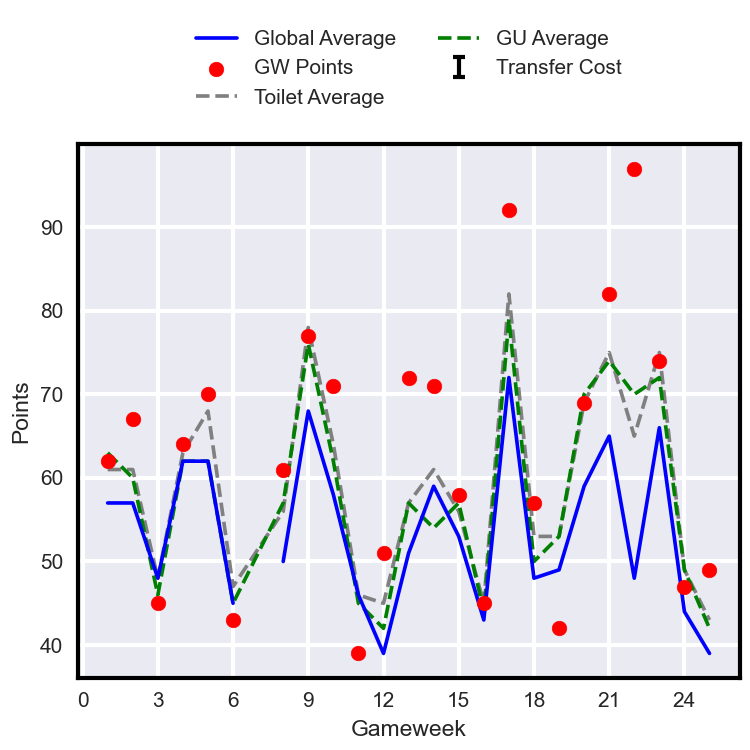 Global Average
GW Points
Toilet Average
GU Average
Transfer Cost
90
80
70
60
50
40
Points
0 3 6 9 12 15 18 21 24
Gameweek